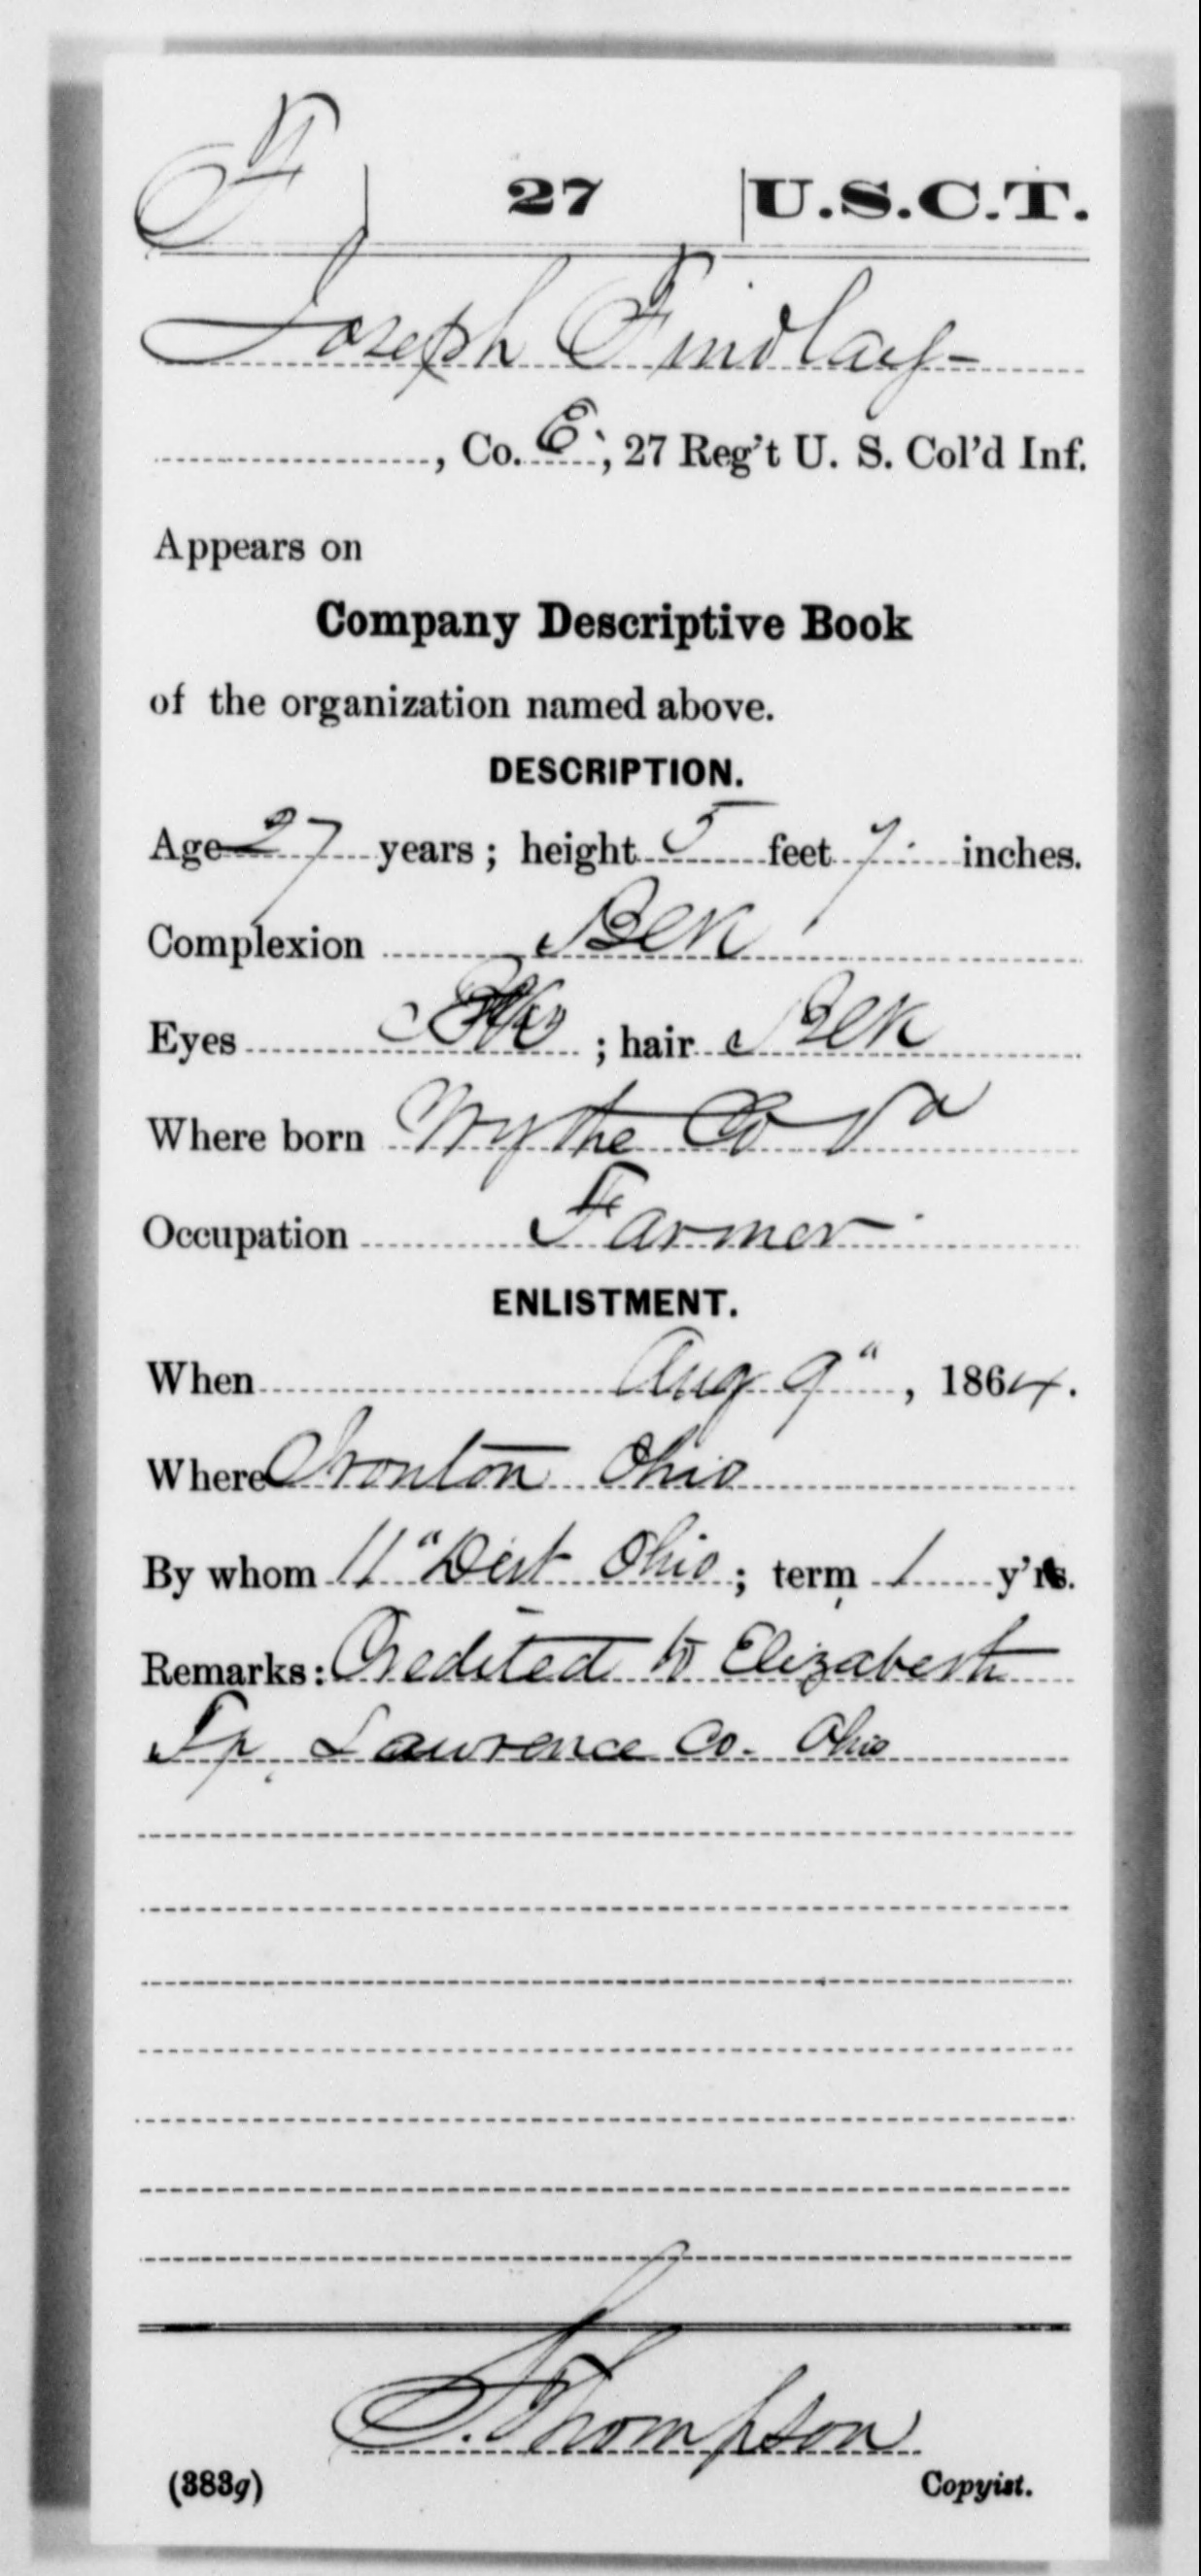 F | 27 | U.S.C.T.
Joseph Findlay
, Co. E, 27 Reg't U. S. Col'd Inf.
Appears on
Company Descriptive Book
of the organization named above.
DESCRIPTION.
Age 27 years; height 5 feet 7 inches.
Complexion Blk
Eyes ; hair Blk
Where born Wythe Co Va
Occupation Farmer
ENLISTMENT.
When Aug 9", 1864.
Where Ironton Ohio
By whom 11" Dist Ohio; term 1 y'rs.
Remarks: Credited to Elizabeth
Tp. Lawrence Co. Ohio
S. Thompson
(383g) Copyist.